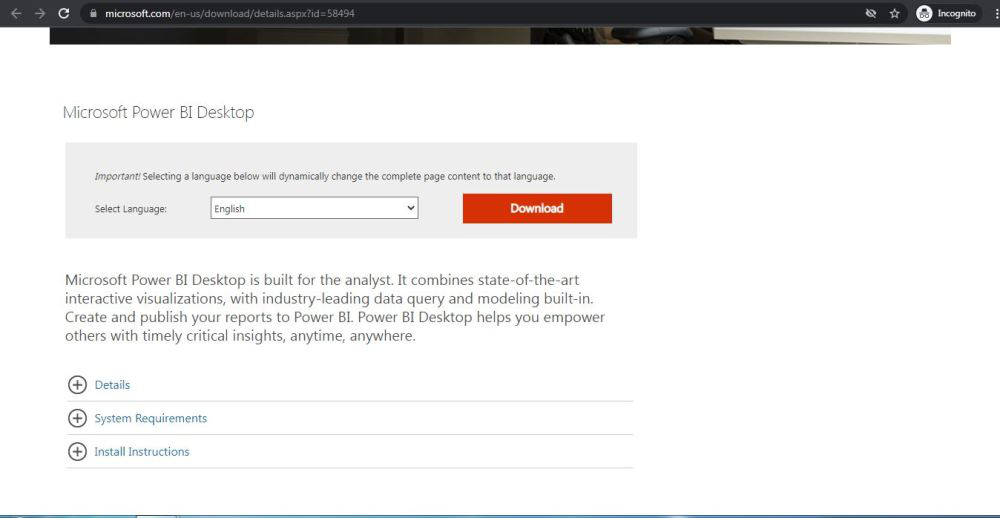 microsoft.com/en-us/download/details.aspx?id=58494
Incognito
Microsoft Power BI Desktop
Important! Selecting a language below will dynamically change the complete page content to that language.
Select Language:
English
Download
Microsoft Power BI Desktop is built for the analyst. It combines state-of-the-art
interactive visualizations, with industry-leading data query and modeling built-in.
Create and publish your reports to Power BI. Power BI Desktop helps you empower
others with timely critical insights, anytime, anywhere.
Details
System Requirements
Install Instructions